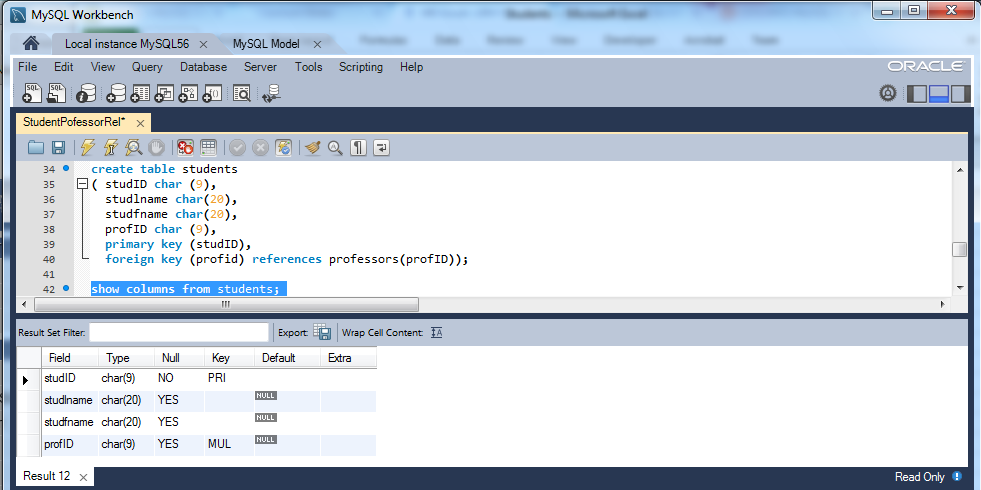 MySQL Workbench
Local instance MySQL56 × MySQL Model ×
File Edit View Query Database Server Tools Scripting Help
ORACLE
StudentPofessorRel* ×
34 create table students
35 ( studID char (9),
36 studlname char(20),
37 studfname char(20),
38 profID char (9),
39 primary key (studID),
40 foreign key (profid) references professors(profID));
41
42 show columns from students;
Result Set Filter: Export: Wrap Cell Content:
Field Type Null Key Default Extra
studID char(9) NO PRI
studlname char(20) YES NULL
studfname char(20) YES NULL
profID char(9) YES MUL NULL
Result 12 ×
Read Only